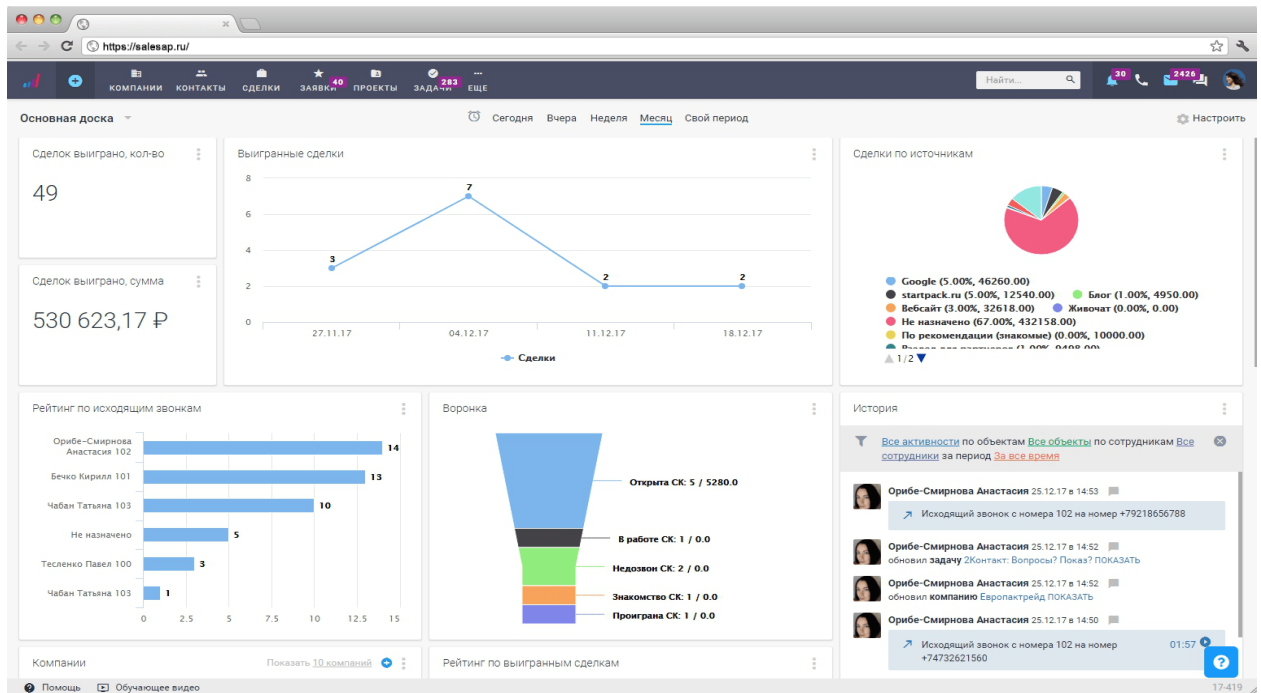 https://salesap.ru/
КОМПАНИИ
КОНТАКТЫ
СДЕЛКИ
ЗАЯВКИ
40
ПРОЕКТЫ
ЗАДАЧИ
283
ЕЩЕ
Найти...
30
2426
Основная доска
Сегодня Вчера Неделя Месяц Свой период
Настроить
Сделок выиграно, кол-во
49
Сделок выиграно, сумма
530 623,17 ₽
Выигранные сделки
8
6
4
2
0
3
7
2
2
27.11.17 04.12.17 11.12.17 18.12.17
Сделки
Сделки по источникам
Google (5.00%, 46260.00)
startpack.ru (5.00%, 12540.00) Блог (1.00%, 4950.00)
Вебсайт (3.00%, 32618.00) Живочат (0.00%, 0.00)
Не назначено (67.00%, 432158.00)
По рекомендации (знакомые) (0.00%, 10000.00)
Раздел для партнеров (1.00%, 9498.00)
1/2
Рейтинг по исходящим звонкам
Орибе-Смирнова
Анастасия 102
14
Бечко Кирилл 101
13
Чабан Татьяна 103
10
Не назначено
5
Тесленко Павел 100
3
Чабан Татьяна 103
1
0 2.5 5 7.5 10 12.5 15
Воронка
Открыта СК: 5 / 5280.0
В работе СК: 1 / 0.0
Недозвон СК: 2 / 0.0
Знакомство СК: 1 / 0.0
Проиграна СК: 1 / 0.0
История
Все активности по объектам Все объекты по сотрудникам Все
сотрудники за период За все время
Орибе-Смирнова Анастасия 25.12.17 в 14:53
Исходящий звонок с номера 102 на номер +79218656788
Орибе-Смирнова Анастасия 25.12.17 в 14:52
обновил задачу 2Контакт: Вопросы? Показ? ПОКАЗАТЬ
Орибе-Смирнова Анастасия 25.12.17 в 14:52
обновил компанию Европактрейд ПОКАЗАТЬ
Орибе-Смирнова Анастасия 25.12.17 в 14:50
Исходящий звонок с номера 102 на номер
+74732621560
01:57
Компании
Показать 10 компаний
Рейтинг по выигранным сделкам
?
Помощь
Обучающее видео
17-419